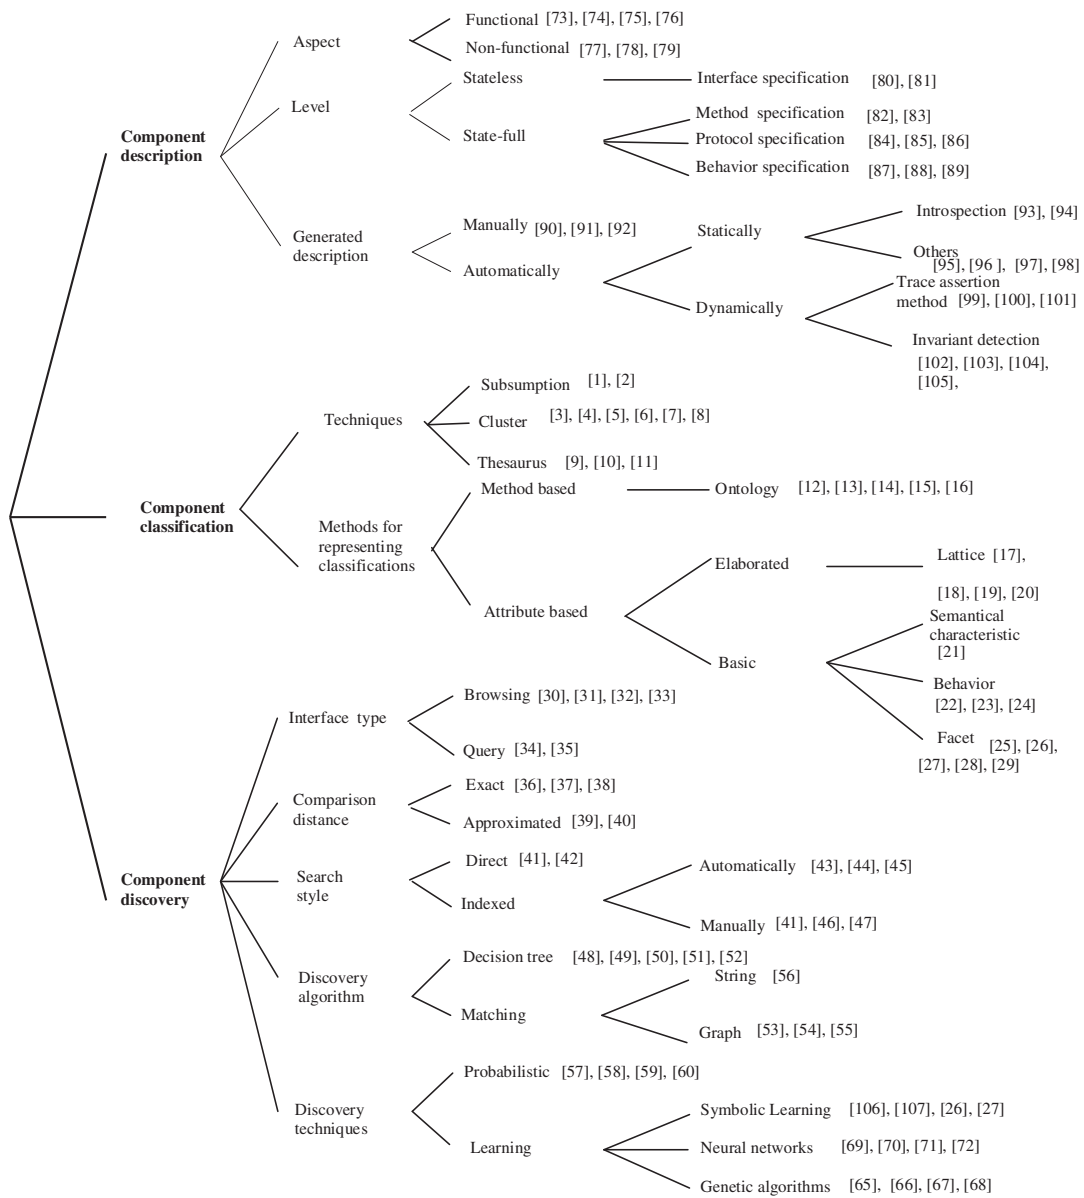 Functional [73], [74], [75], [76]
Aspect
Non-functional [77], [78], [79]
Stateless
Interface specification [80], [81]
Level
Component
description
Method specification [82], [83]
State-full
Protocol specification [84], [85], [86]
Behavior specification [87], [88], [89]
Generated
description
Manually [90], [91], [92]
Automatically
Statically
Introspection [93], [94]
Others
[95], [96 ], [97], [98]
Dynamically
Trace assertion
method [99], [100], [101]
Invariant detection
[102], [103], [104],
[105],
Component
classification
Techniques
Subsumption [1], [2]
Cluster [3], [4], [5], [6], [7], [8]
Thesaurus [9], [10], [11]
Methods for
representing
classifications
Method based
Ontology [12], [13], [14], [15], [16]
Attribute based
Elaborated
Lattice [17],
[18], [19], [20]
Basic
Semantical
characteristic
[21]
Behavior
[22], [23], [24]
Facet [25], [26],
[27], [28], [29]
Component
discovery
Interface type
Browsing [30], [31], [32], [33]
Query [34], [35]
Comparison
distance
Exact [36], [37], [38]
Approximated [39], [40]
Search
style
Direct [41], [42]
Indexed
Automatically [43], [44], [45]
Manually [41], [46], [47]
Discovery
algorithm
Decision tree [48], [49], [50], [51], [52]
Matching
String [56]
Graph [53], [54], [55]
Discovery
techniques
Probabilistic [57], [58], [59], [60]
Learning
Symbolic Learning [106], [107], [26], [27]
Neural networks [69], [70], [71], [72]
Genetic algorithms [65], [66], [67], [68]